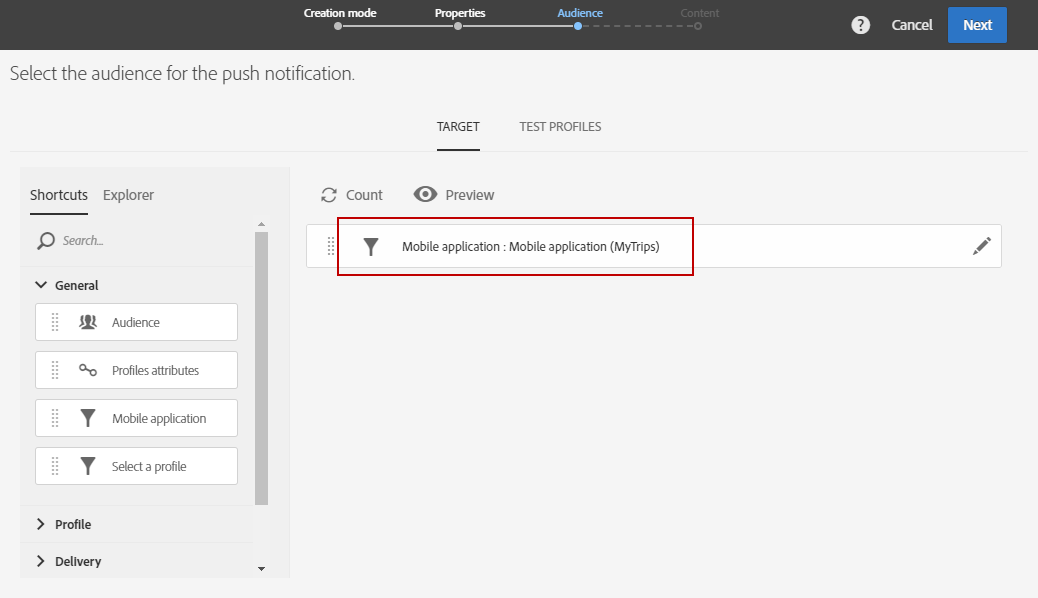 Creation mode
Properties
Audience
Content
?
Cancel
Next
Select the audience for the push notification.
TARGET
TEST PROFILES
Shortcuts
Explorer
Search...
General
Audience
Profiles attributes
Mobile application
Select a profile
Profile
Delivery
Count
Preview
Mobile application : Mobile application (MyTrips)